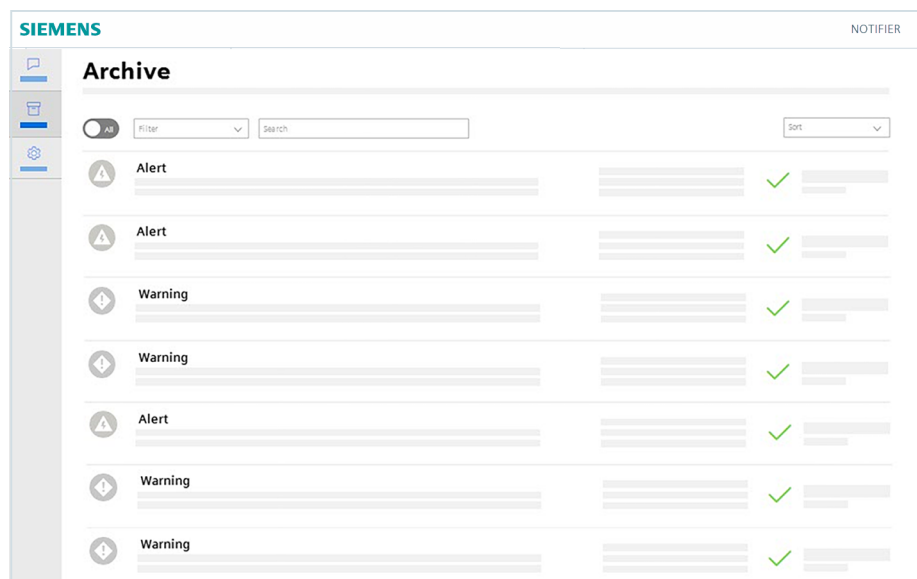 SIEMENS
NOTIFIER
Archive
All
Filter
Search
Sort
Alert
Alert
Warning
Warning
Alert
Warning
Warning